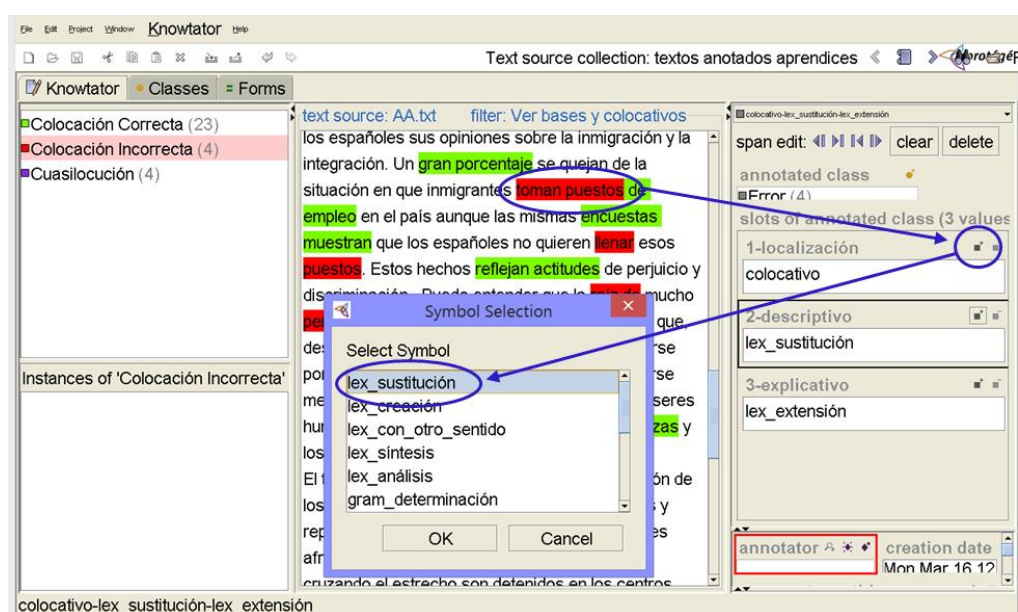 File Edit Project Window Knowtator Help
Text source collection: textos anotados aprendices
Knowtator Classes Forms
Colocación Correcta (23)
Colocación Incorrecta (4)
Cuasilocución (4)
Instances of 'Colocación Incorrecta'
text source: AA.txt filter: Ver bases y colocativos
los españoles sus opiniones sobre la inmigración y la
integración. Un gran porcentaje se quejan de la
situación en que inmigrantes toman puestos de
empleo en el país aunque las mismas encuestas
muestran que los españoles no quieren llenar esos
puestos. Estos hechos reflejan actitudes de perjuicio y
mucho
que,
seres
zas y
los
ón de
los y
cruzando el estrecho son detenidos en los centros
Symbol Selection
Select Symbol
lex_sustitución
lex_creación
lex_con_otro_sentido
lex_síntesis
lex_análisis
gram_determinación
OK Cancel
colocativo-lex_sustitución-lex_extensión
span edit: clear delete
annotated class
Error (4)
slots of annotated class (3 values
1-localización
colocativo
2-descriptivo
lex_sustitución
3-explicativo
lex_extensión
annotator creation date
Mon Mar 16 12
colocativo-lex_sustitución-lex_extensión